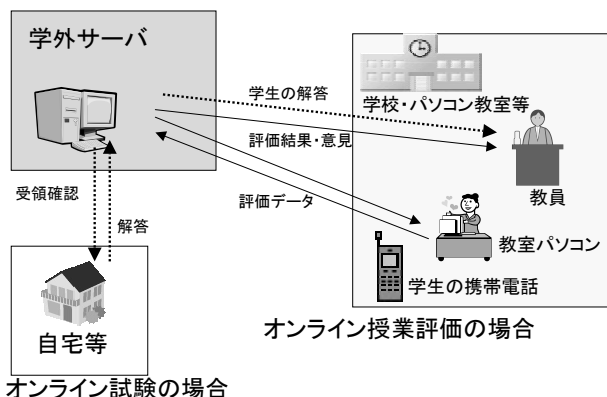 学外サーバ
学生の解答
学校・パソコン教室等
評価結果・意見
教員
受領確認
解答
評価データ
教室パソコン
学生の携帯電話
自宅等
オンライン授業評価の場合
オンライン試験の場合